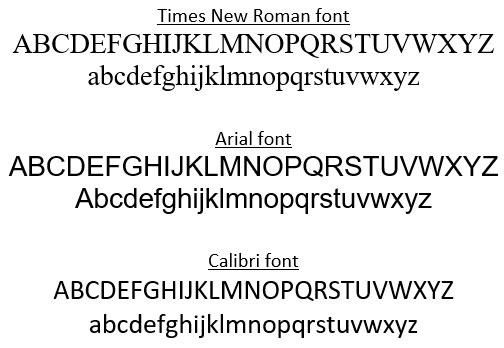 Times New Roman font
ABCDEFGHIJKLMNOPQRSTUVWXYZ
abcdefghijklmnopqrstuvwxyz
Arial font
ABCDEFGHIJKLMNOPQRSTUVWXYZ
Abcdefghijklmnopqrstuvwxyz
Calibri font
ABCDEFGHIJKLMNOPQRSTUVWXYZ
abcdefghijklmnopqrstuvwxyz